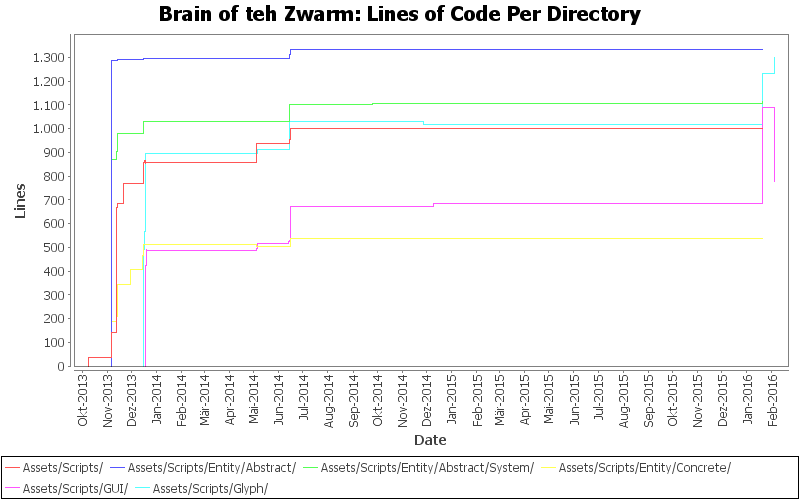 Brain of teh Zwarm: Lines of Code Per Directory
Lines
1.300
1.200
1.100
1.000
900
800
700
600
500
400
300
200
100
0
Okt-2013
Nov-2013
Dez-2013
Jan-2014
Feb-2014
Mär-2014
Apr-2014
Mai-2014
Jun-2014
Jul-2014
Aug-2014
Sep-2014
Okt-2014
Nov-2014
Dez-2014
Jan-2015
Feb-2015
Mär-2015
Apr-2015
Mai-2015
Jun-2015
Jul-2015
Aug-2015
Sep-2015
Okt-2015
Nov-2015
Dez-2015
Jan-2016
Feb-2016
Date
Assets/Scripts/
Assets/Scripts/Entity/Abstract/
Assets/Scripts/Entity/Abstract/System/
Assets/Scripts/Entity/Concrete/
Assets/Scripts/GUI/
Assets/Scripts/Glyph/